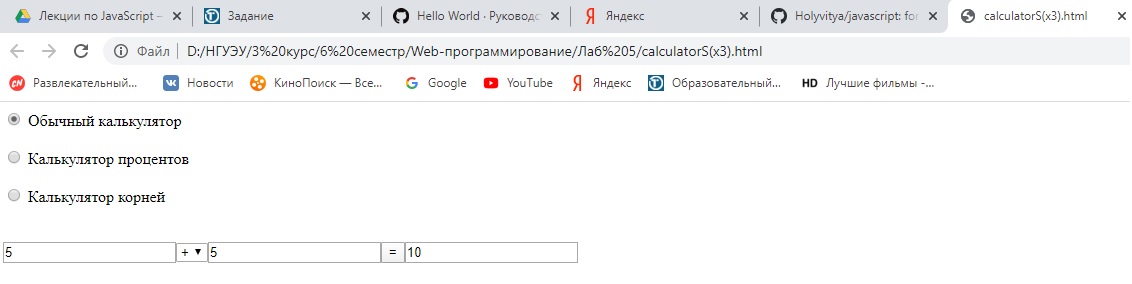 Лекции по JavaScript –
Задание
Hello World · Руководс
Яндекс
Holyvitya/javascript: for
calculatorS(x3).html
Файл | D:/НГУЭУ/3%20курс/6%20семестр/Web-программирование/Лаб%205/calculatorS(x3).html
Развлекательный...
Новости
КиноПоиск — Все...
Google
YouTube
Яндекс
Образовательный...
HD Лучшие фильмы -...
Обычный калькулятор
Калькулятор процентов
Калькулятор корней
5 + 5 = 10